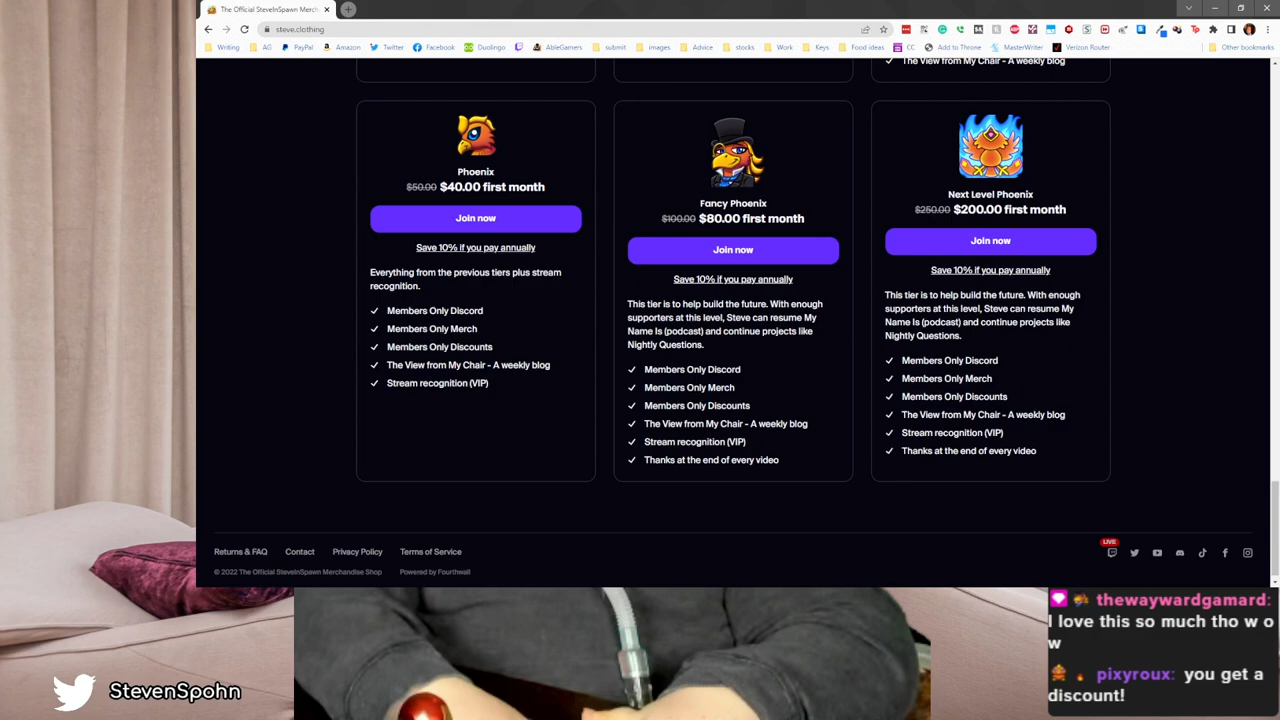 The Official SteveInSpawn Merch
steve.clothing
Writing
AG
PayPal
Amazon
Twitter
Facebook
Duolingo
AbleGamers
submit
images
Advice
stocks
Work
Keys
Food ideas
CC
Add to Throne
MasterWriter
Verizon Router
Other bookmarks
The View from My Chair - A weekly blog
Phoenix
$50.00 $40.00 first month
Join now
Save 10% if you pay annually
Everything from the previous tiers plus stream
recognition.
Members Only Discord
Members Only Merch
Members Only Discounts
The View from My Chair - A weekly blog
Stream recognition (VIP)
Fancy Phoenix
$100.00 $80.00 first month
Join now
Save 10% if you pay annually
This tier is to help build the future. With enough
supporters at this level, Steve can resume My
Name Is (podcast) and continue projects like
Nightly Questions.
Members Only Discord
Members Only Merch
Members Only Discounts
The View from My Chair - A weekly blog
Stream recognition (VIP)
Thanks at the end of every video
Next Level Phoenix
$250.00 $200.00 first month
Join now
Save 10% if you pay annually
This tier is to help build the future. With enough
supporters at this level, Steve can resume My
Name Is (podcast) and continue projects like
Nightly Questions.
Members Only Discord
Members Only Merch
Members Only Discounts
The View from My Chair - A weekly blog
Stream recognition (VIP)
Thanks at the end of every video
Returns & FAQ
Contact
Privacy Policy
Terms of Service
LIVE
© 2022 The Official SteveInSpawn Merchandise Shop
Powered by Fourthwall
thewaywardgamard:
I love this so much tho w o
w
pixyroux: you get a
discount!
StevenSpohn